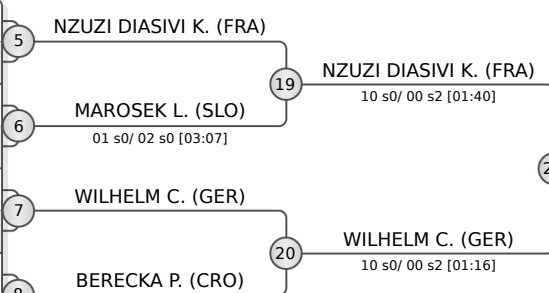 NZUZI DIASIVI K. (FRA)
5
19
NZUZI DIASIVI K. (FRA)
10 s0/ 00 s2 [01:40]
MAROSEK L. (SLO)
6
01 s0/ 02 s0 [03:07]
WILHELM C. (GER)
7
20
WILHELM C. (GER)
10 s0/ 00 s2 [01:16]
BERECKA P. (CRO)
8